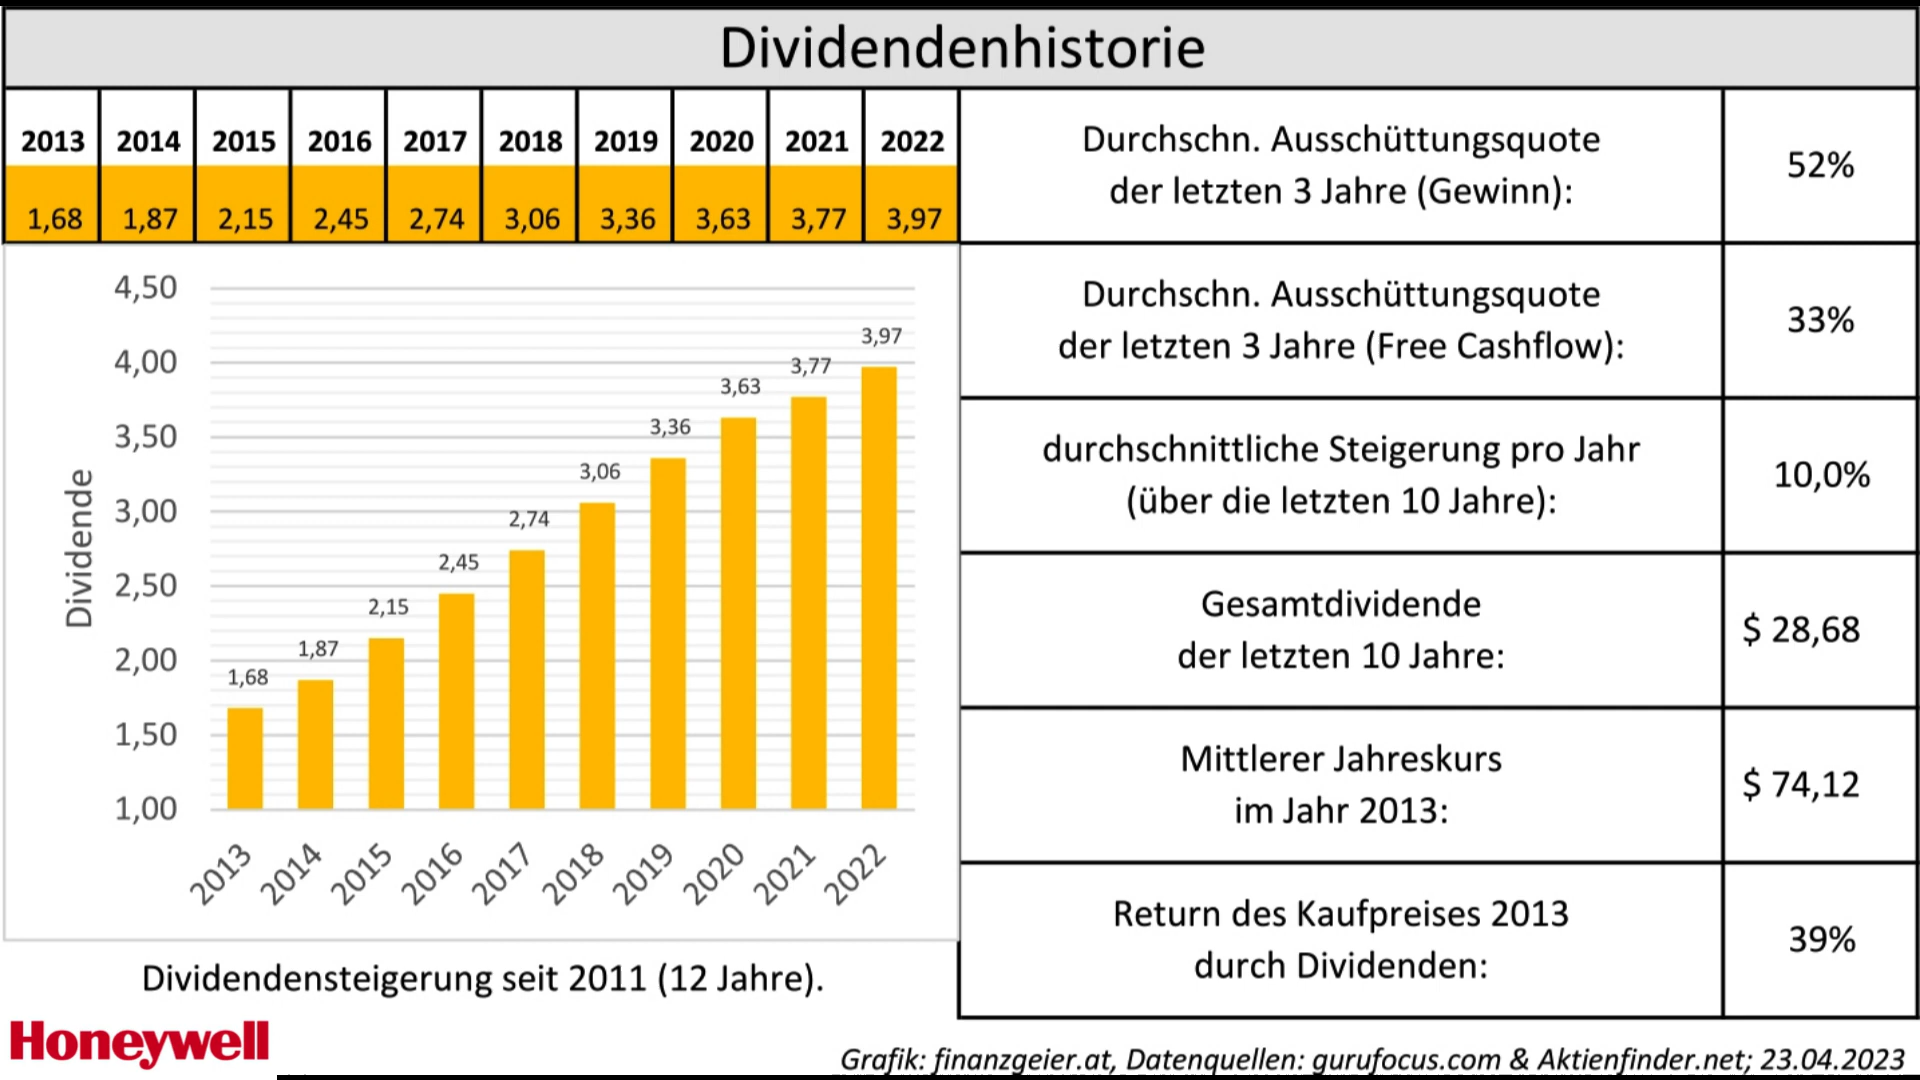 Dividendenhistorie
2013 2014 2015 2016 2017 2018 2019 2020 2021 2022
1,68 1,87 2,15 2,45 2,74 3,06 3,36 3,63 3,77 3,97
Durchschn. Ausschüttungsquote
der letzten 3 Jahre (Gewinn):
52%
Durchschn. Ausschüttungsquote
der letzten 3 Jahre (Free Cashflow):
33%
durchschnittliche Steigerung pro Jahr
(über die letzten 10 Jahre):
10,0%
Gesamtdividende
der letzten 10 Jahre:
$ 28,68
Mittlerer Jahreskurs
im Jahr 2013:
$ 74,12
Return des Kaufpreises 2013
durch Dividenden:
39%
Dividende
4,50
4,00
3,50
3,00
2,50
2,00
1,50
1,00
1,68
1,87
2,15
2,45
2,74
3,06
3,36
3,63
3,77
3,97
2013 2014 2015 2016 2017 2018 2019 2020 2021 2022
Dividendensteigerung seit 2011 (12 Jahre).
Honeywell
Grafik: finanzgeier.at, Datenquellen: gurufocus.com & Aktienfinder.net; 23.04.2023